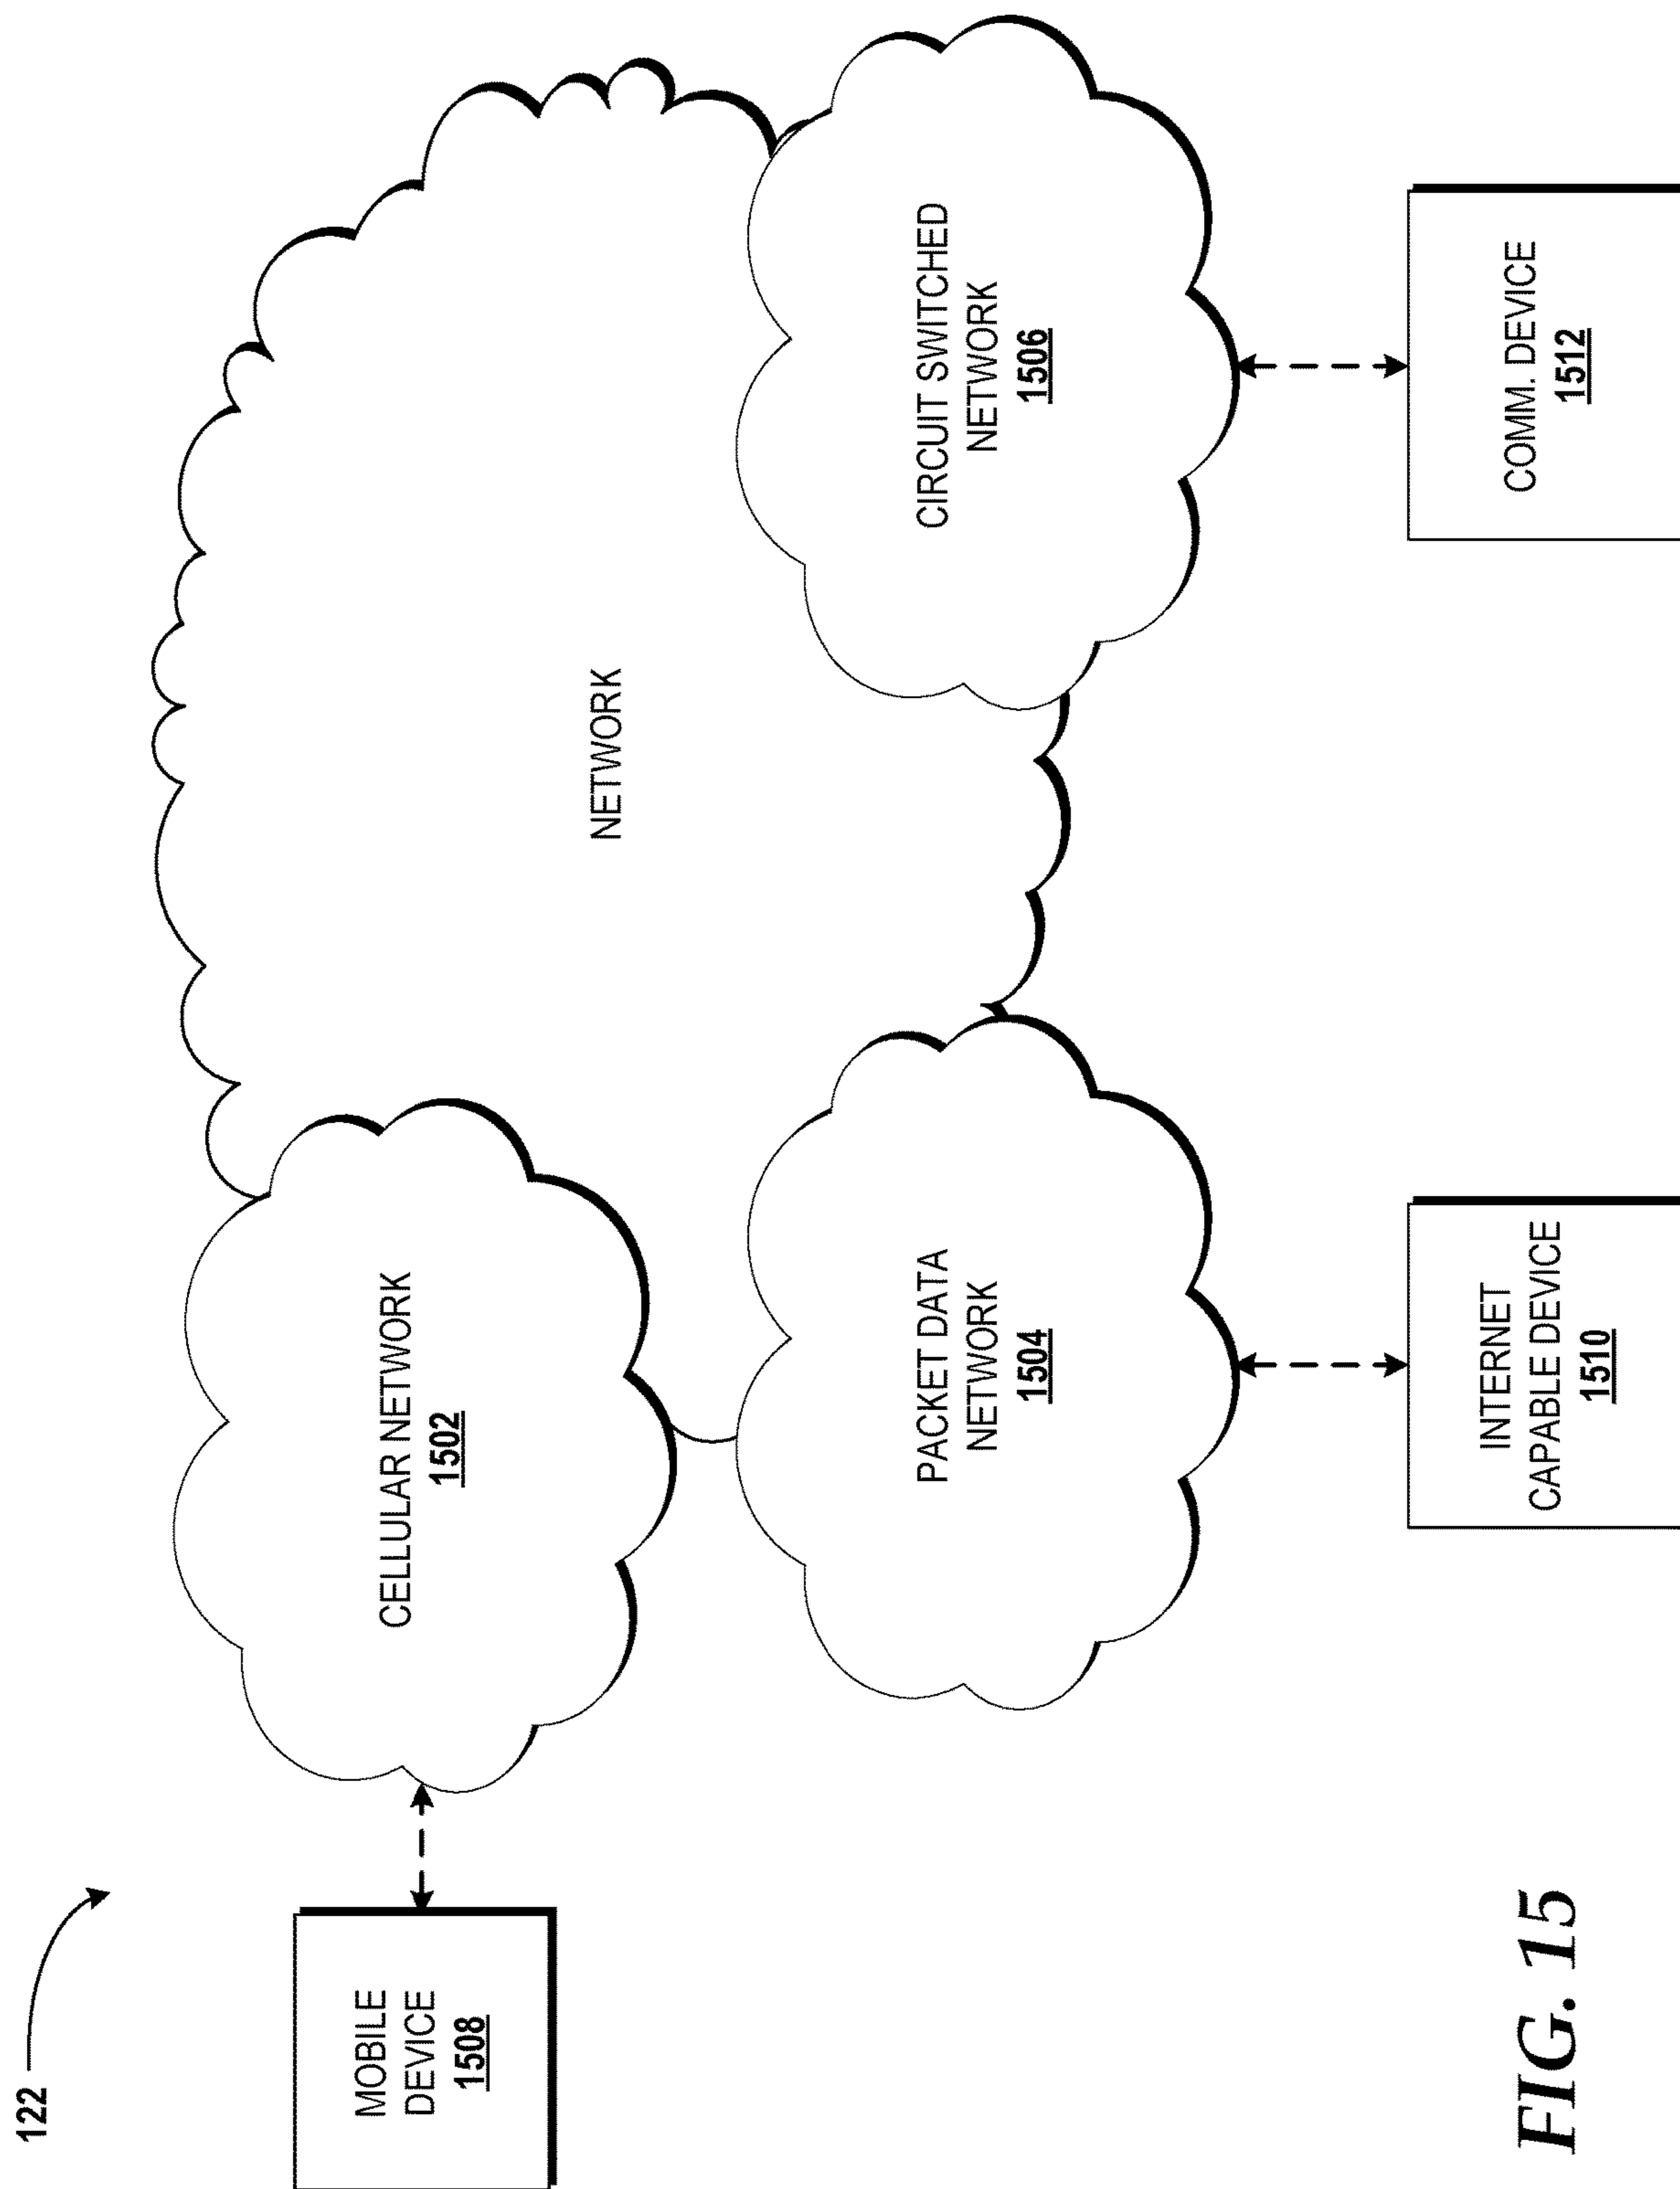 122
MOBILE
DEVICE
1508
CELLULAR NETWORK
1502
NETWORK
PACKET DATA
NETWORK
1504
CIRCUIT SWITCHED
NETWORK
1506
INTERNET
CAPABLE DEVICE
1510
COMM. DEVICE
1512
FIG. 15